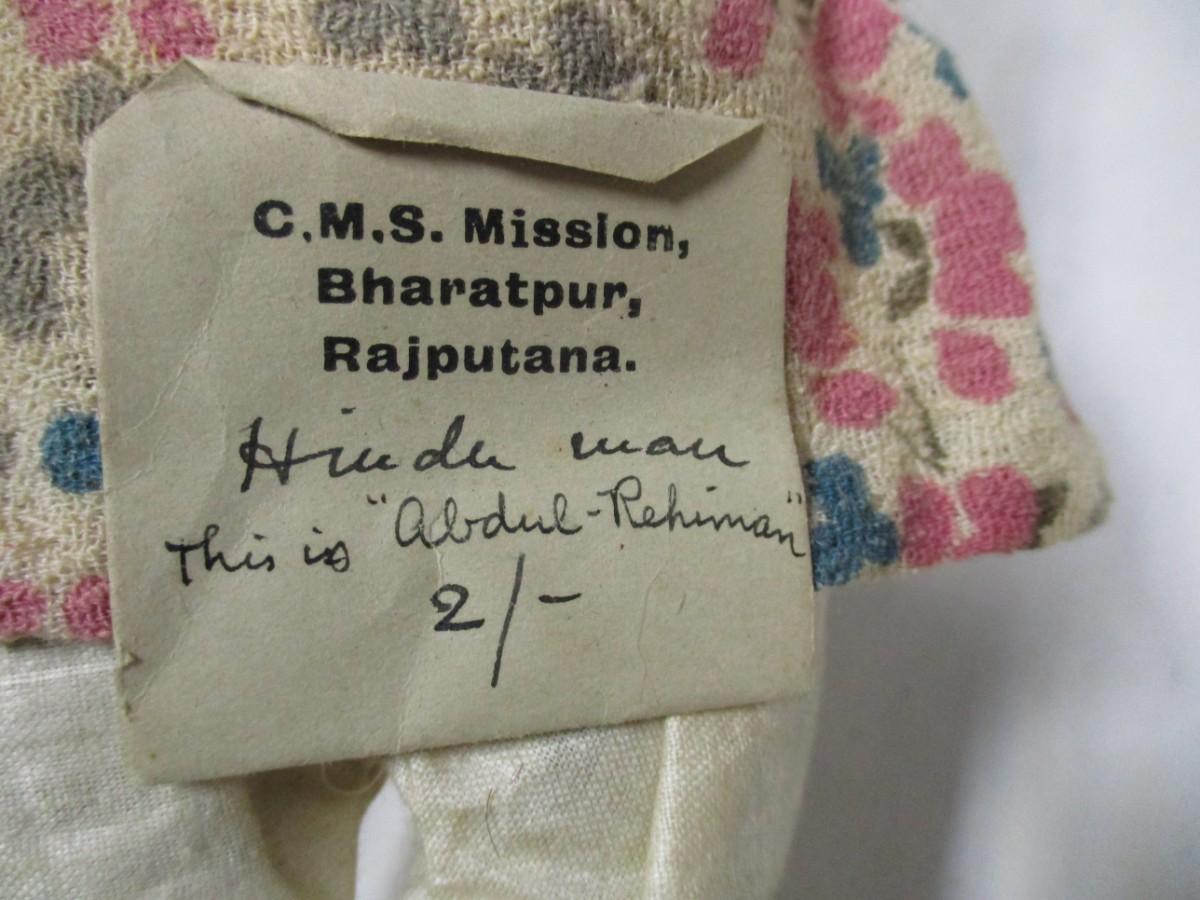 C.M.S. Mission,
Bharatpur,
Rajputana.
Hindu man
This is "Abdul-Rehiman"
2/-